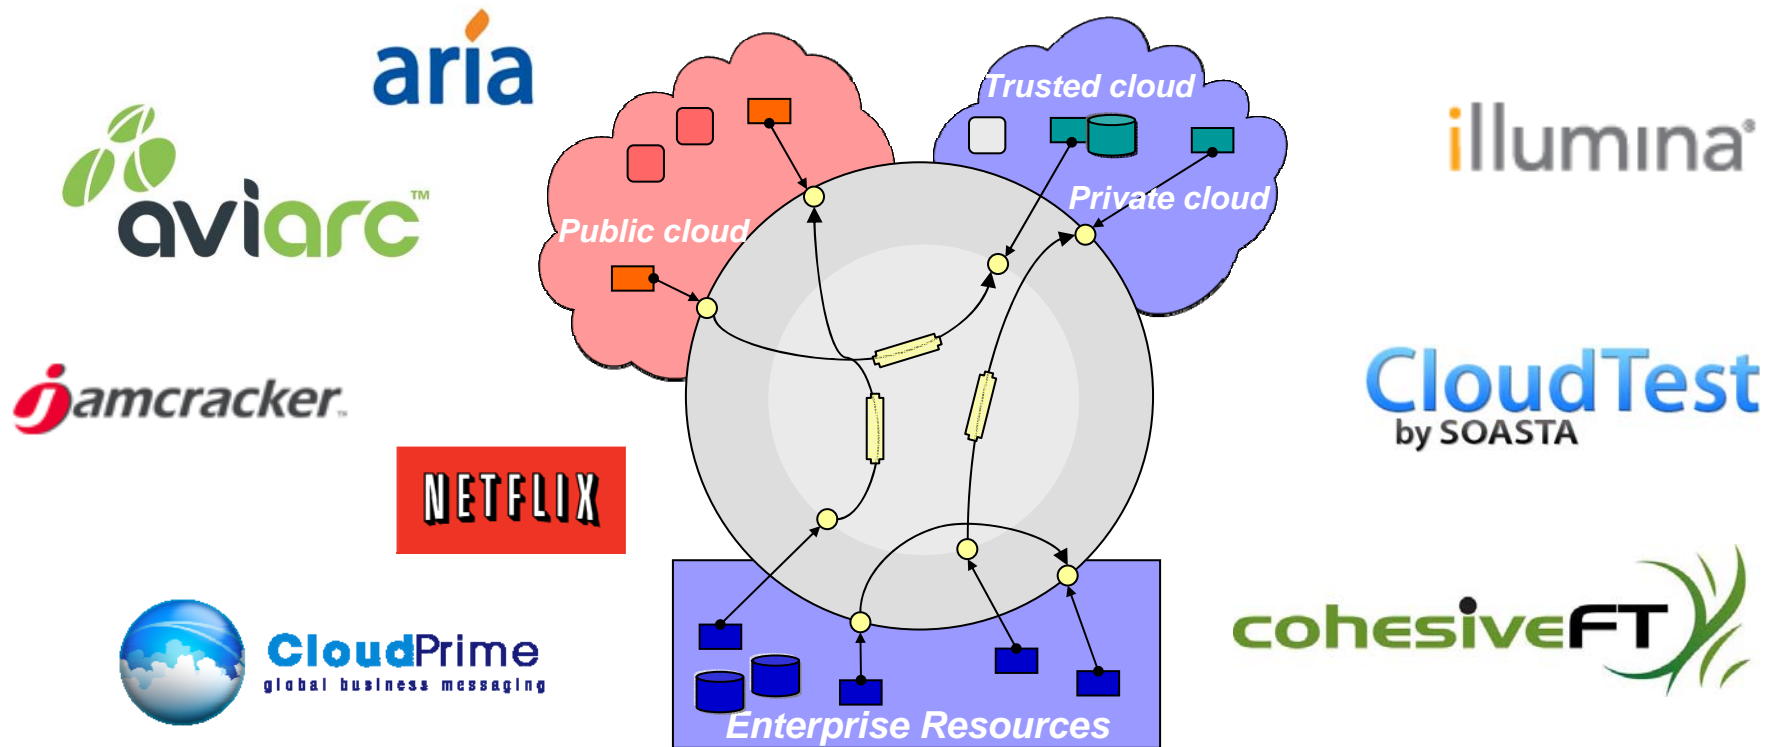 aria
aviarc™
Trusted cloud
illumina®
Private cloud
Public cloud
jamcracker™
CloudTest
by SOASTA
NETFLIX
CloudPrime
global business messaging
cohesiveFT
Enterprise Resources